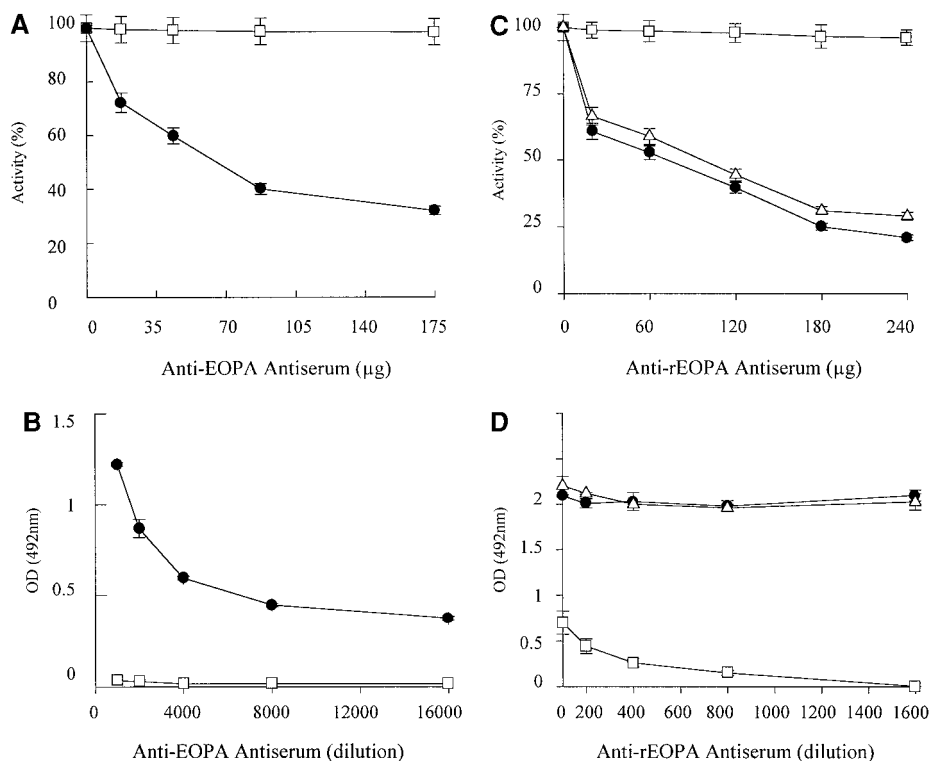 A
100
80
60
40
20
0
Activity (%)
0 35 70 105 140 175
Anti-EOPA Antiserum (µg)
C
100
75
50
25
0
Activity (%)
0 60 120 180 240
Anti-rEOPA Antiserum (µg)
B
1.5
1
0.5
0
OD (492nm)
0 4000 8000 12000 16000
Anti-EOPA Antiserum (dilution)
D
2
1.5
1
0.5
0
OD (492nm)
0 200 400 600 800 1000 1200 1400 1600
Anti-rEOPA Antiserum (dilution)